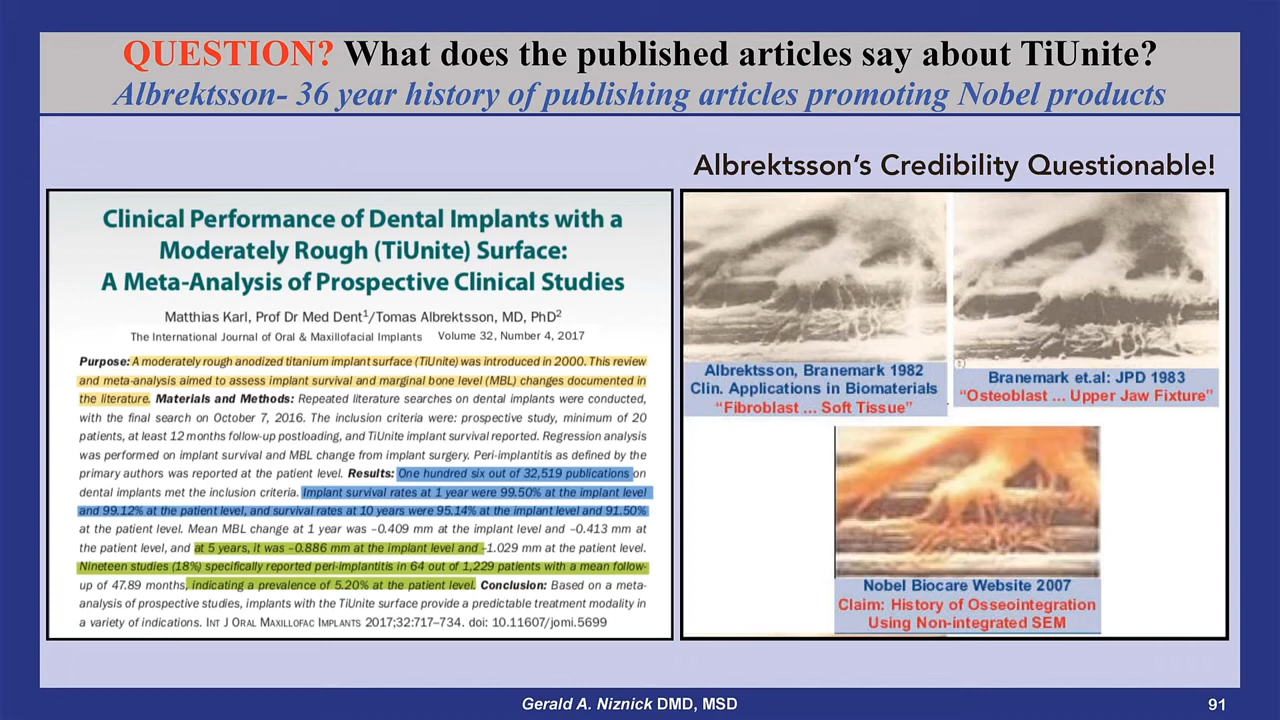 QUESTION? What does the published articles say about TiUnite?
Albrektsson- 36 year history of publishing articles promoting Nobel products
Albrektsson's Credibility Questionable!
Clinical Performance of Dental Implants with a
Moderately Rough (TiUnite) Surface:
A Meta-Analysis of Prospective Clinical Studies
Matthias Karl, Prof Dr Med Dent1/Tomas Albrektsson, MD, PhD2
The International Journal of Oral & Maxillofacial Implants Volume 32, Number 4, 2017
Purpose: A moderately rough anodized titanium implant surface (TiUnite) was introduced in 2000. This review
and meta-analysis aimed to assess implant survival and marginal bone level (MBL) changes documented in
the literature. Materials and Methods: Repeated literature searches on dental implants were conducted,
with the final search on October 7, 2016. The inclusion criteria were: prospective study, minimum of 20
patients, at least 12 months follow-up postloading, and TiUnite implant survival reported. Regression analysis
was performed on implant survival and MBL change from implant surgery. Peri-implantitis as defined by the
primary authors was reported at the patient level. Results: One hundred six out of 32,519 publications on
dental implants met the inclusion criteria. Implant survival rates at 1 year were 99.50% at the implant level
and 99.12% at the patient level, and survival rates at 10 years were 95.14% at the implant level and 91.50%
at the patient level. Mean MBL change at 1 year was –0.409 mm at the implant level and –0.413 mm at
the patient level, and at 5 years, it was –0.886 mm at the implant level and –1.029 mm at the patient level.
Nineteen studies (18%) specifically reported peri-implantitis in 64 out of 1,229 patients with a mean follow-
up of 47.89 months, indicating a prevalence of 5.20% at the patient level. Conclusion: Based on a meta-
analysis of prospective studies, implants with the TiUnite surface provide a predictable treatment modality in
a variety of indications. INT J ORAL MAXILLOFAC IMPLANTS 2017;32:717–734. doi: 10.11607/jomi.5699
Albrektsson, Branemark 1982
Clin. Applications in Biomaterials
"Fibroblast ... Soft Tissue"
Branemark et.al: JPD 1983
"Osteoblast ... Upper Jaw Fixture"
Nobel Biocare Website 2007
Claim: History of Osseointegration
Using Non-integrated SEM
Gerald A. Niznick DMD, MSD
91